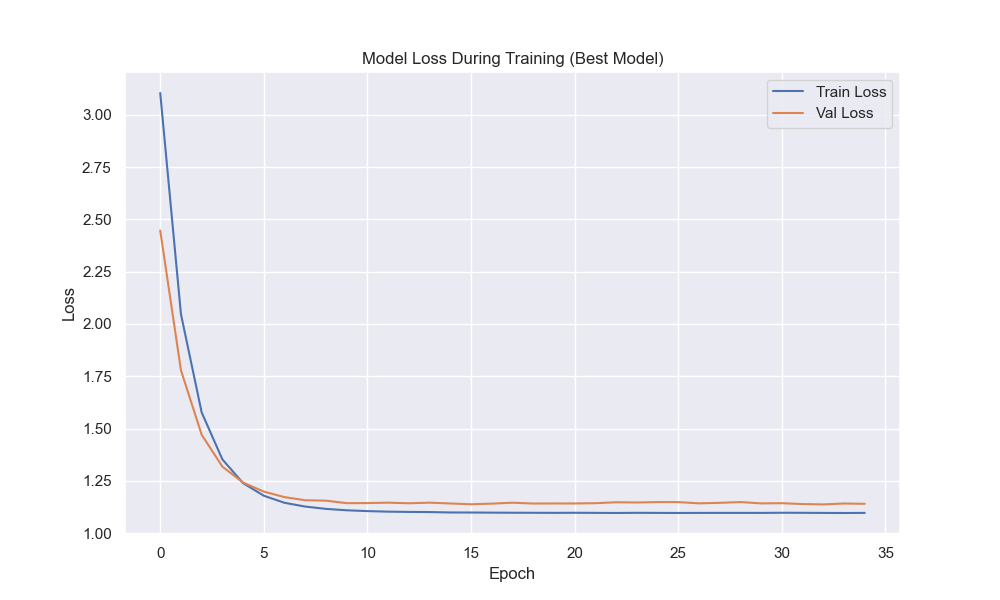 Model Loss During Training (Best Model)
Train Loss
Val Loss
3.00
2.75
2.50
2.25
2.00
1.75
1.50
1.25
1.00
Loss
0 5 10 15 20 25 30 35
Epoch